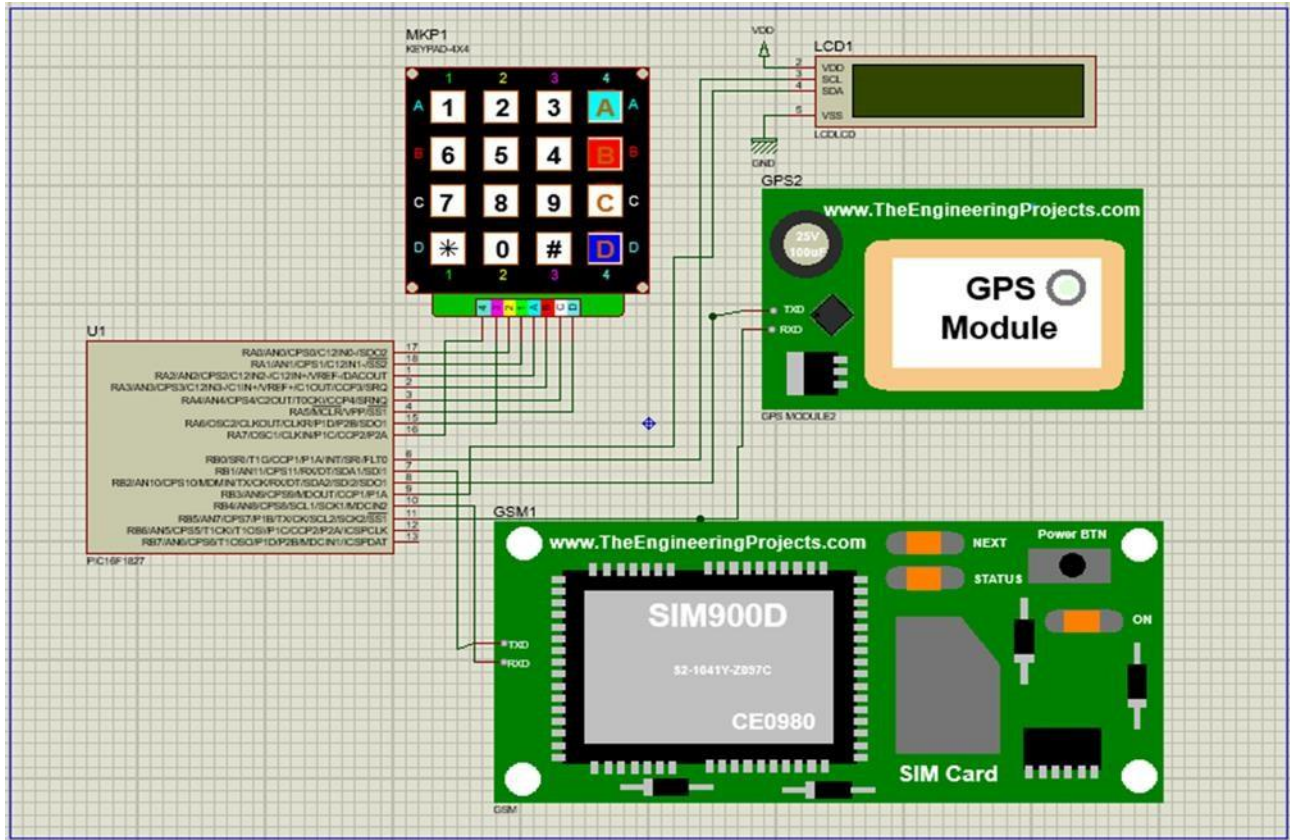 MKP1
KEYPAD-4X4
1 2 3 4
A 1 2 3 A A
B 6 5 4 B B
C 7 8 9 C C
D * 0 # D D
1 2 3 4
4 3 2 1 A B C D
VDD
LCD1
2 VDD
3 SCL
4 SDA
5 VSS
LCDLCD
GND
GPS2
www.TheEngineeringProjects.com
25V
100uF
GPS
Module
TXD
RXD
GPS MODULE2
U1
RA0/AN0/CPS0/C12IN0-/SDO2 17
RA1/AN1/CPS1/C12IN1-/SS2 18
RA2/AN2/CPS2/C12IN2-/C12IN+/VREF-/DACOUT 1
RA3/AN3/CPS3/C12IN3-/C1IN+/VREF+/C1OUT/CCP3/SRQ 2
RA4/AN4/CPS4/C2OUT/T0CKI/CCP4/SRNQ 3
RA5/MCLR/VPP/SS1 4
RA6/OSC2/CLKOUT/CLKR/P1D/P2B/SDO1 15
RA7/OSC1/CLKIN/P1C/CCP2/P2A 16
RB0/SRI/T1G/CCP1/P1A/INT/SRI/FLT0 6
RB1/AN11/CPS11/RX/DT/SDA1/SDI1 7
RB2/AN10/CPS10/MDMIN/TX/CK/RX/DT/SDA2/SDI2/SDO1 8
RB3/AN9/CPS9/MDOUT/CCP1/P1A 9
RB4/AN8/CPS8/SCL1/SCK1/MDCIN2 10
RB5/AN7/CPS7/P1B/TX/CK/SCL2/SCK2/SS1 11
RB6/AN5/CPS5/T1CKI/T1OSI/P1C/CCP2/P2A/ICSPCLK 12
RB7/AN6/CPS6/T1OSO/P1D/P2B/MDCIN1/ICSPDAT 13
PIC16F1827
GSM1
www.TheEngineeringProjects.com
NEXT
Power BTN
STATUS
ON
SIM900D
S2-1041Y-Z097C
CE0980
TXD
RXD
SIM Card
GSM